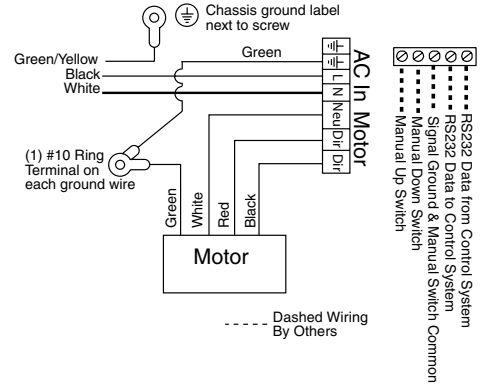 Chassis ground label
next to screw
Green/Yellow
Green
Black
White
L
N
Neu
Dir
Dir
AC In
Motor
(1) #10 Ring
Terminal on
each ground wire
Green
White
Red
Black
Motor
Dashed Wiring
By Others
Manual Up Switch
Manual Down Switch
Signal Ground & Manual Switch Common
RS232 Data to Control System
RS232 Data from Control System